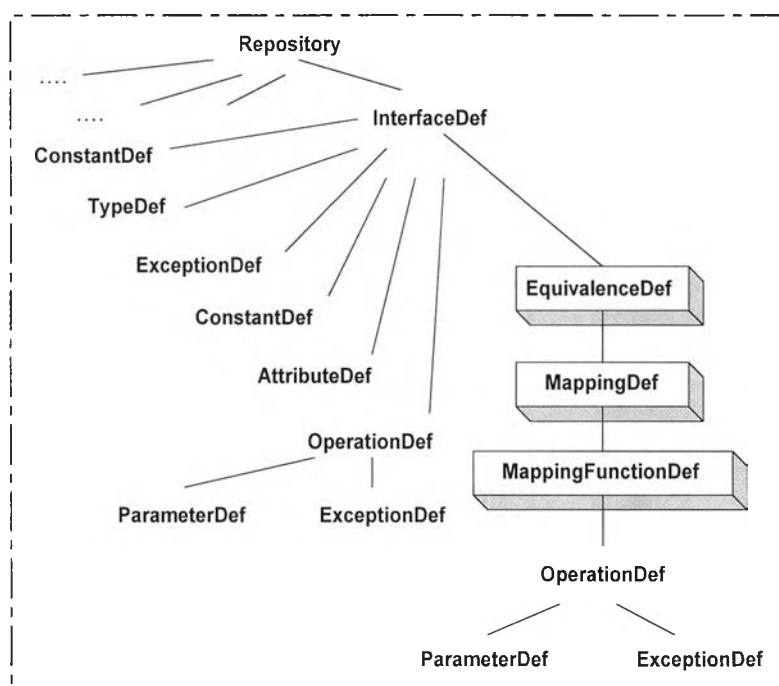 Repository
....
....
InterfaceDef
ConstantDef
TypeDef
ExceptionDef
EquivalenceDef
ConstantDef
AttributeDef
MappingDef
OperationDef
MappingFunctionDef
ParameterDef
ExceptionDef
OperationDef
ParameterDef
ExceptionDef